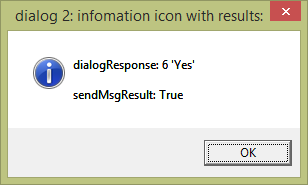 dialog 2: infomation icon with results:
dialogResponse: 6 'Yes'
sendMsgResult: True
OK